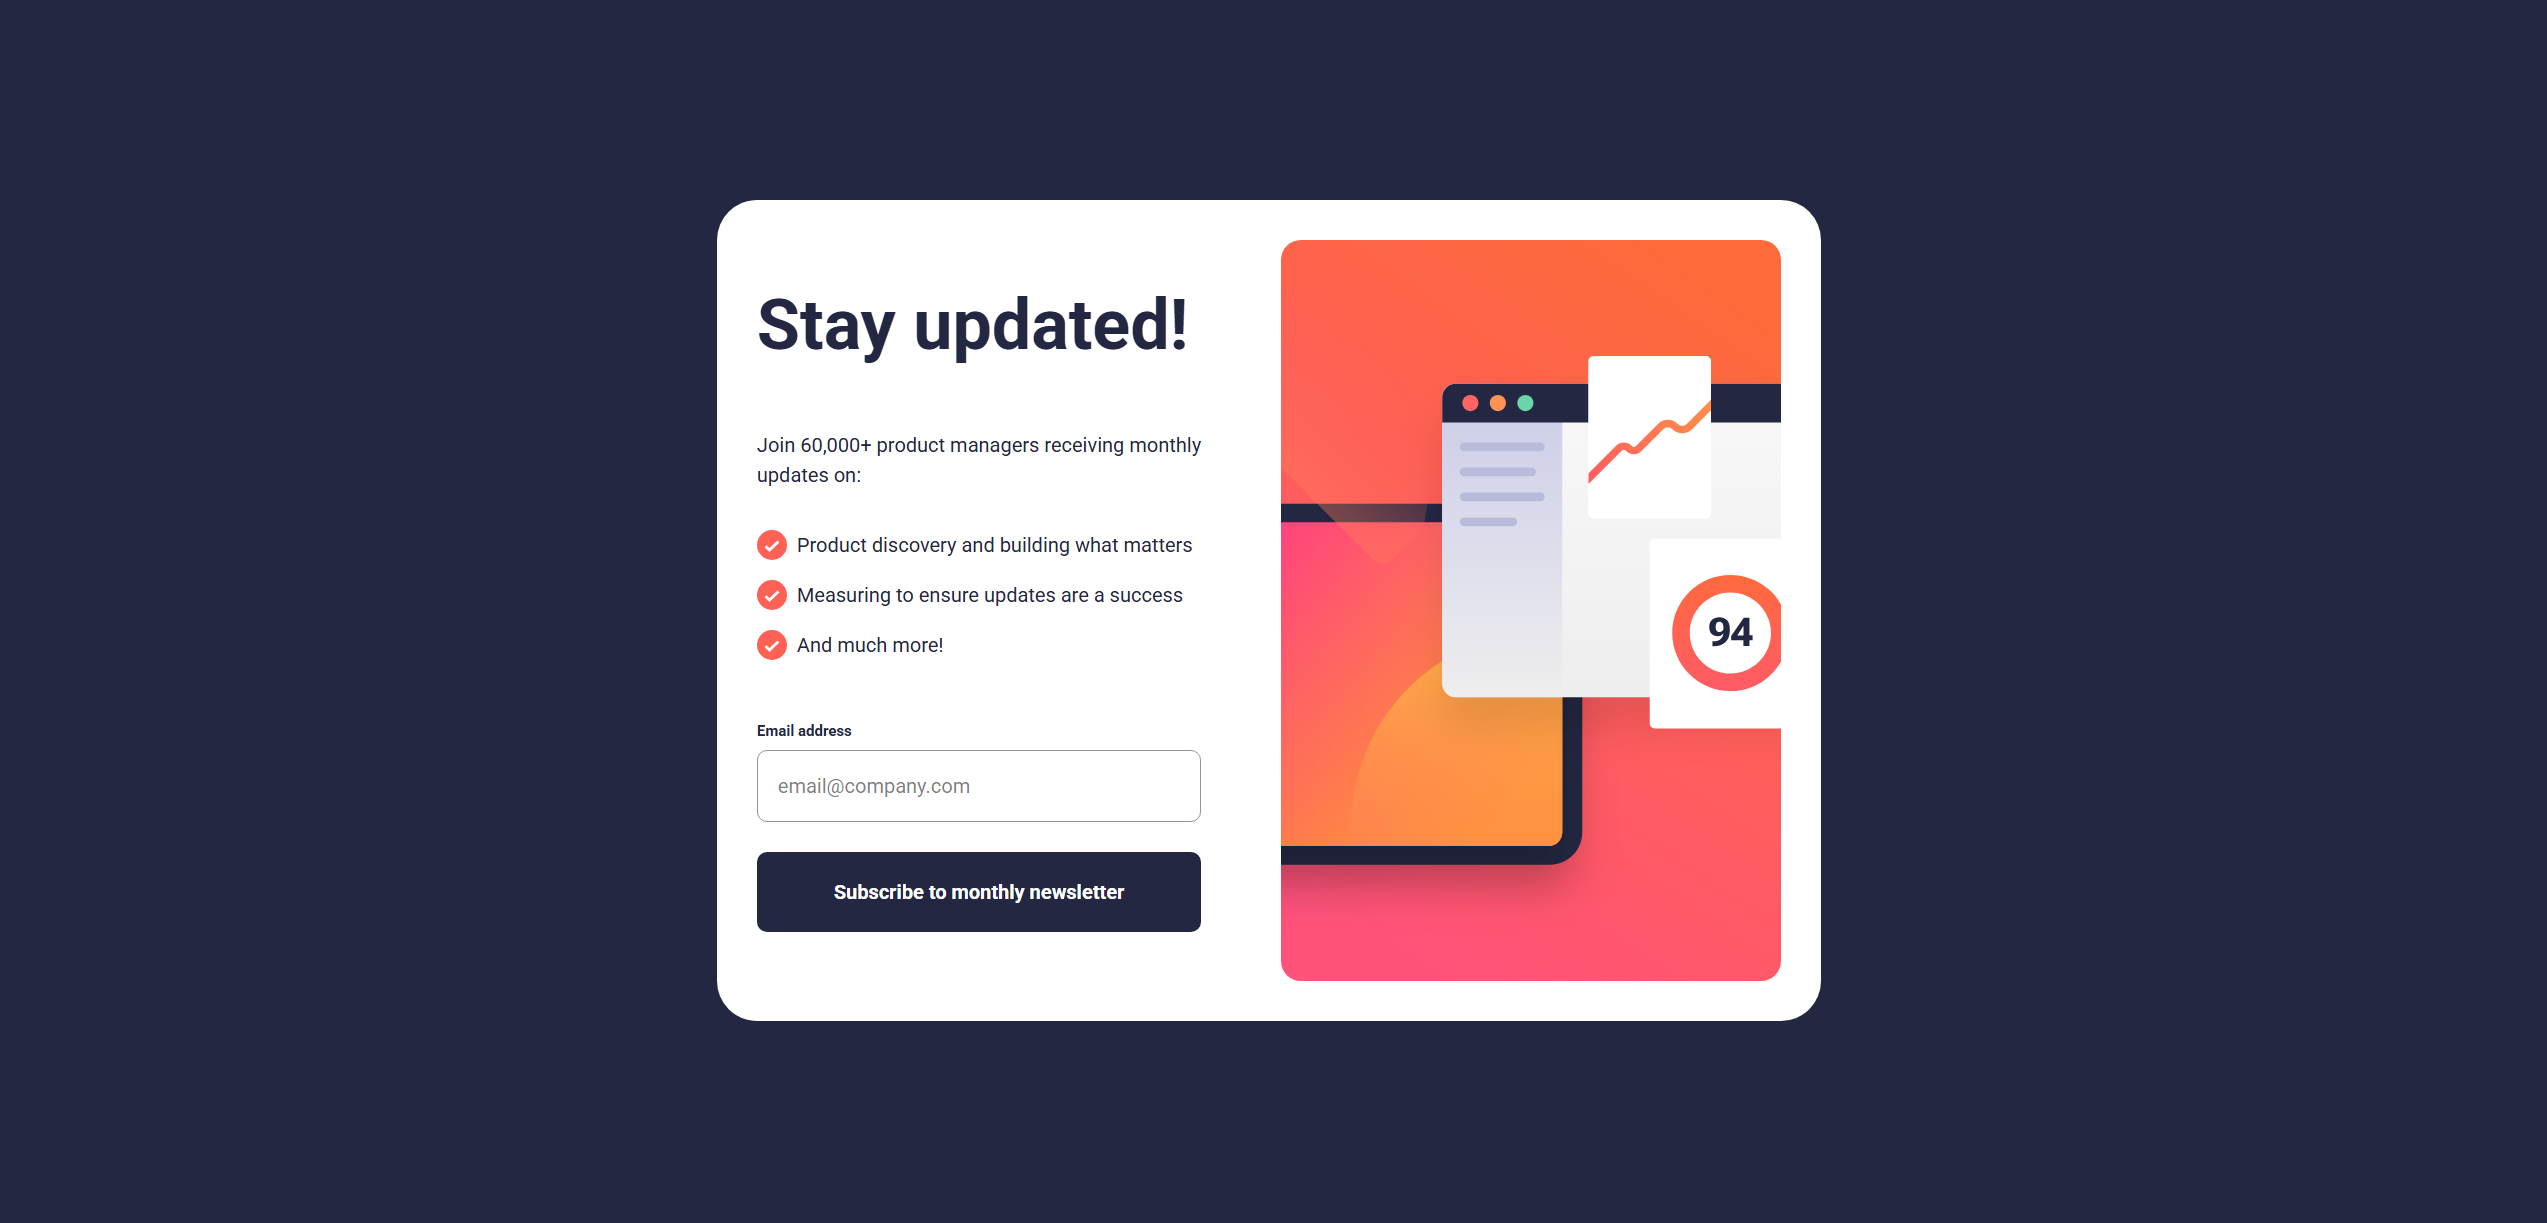 Stay updated!
Join 60,000+ product managers receiving monthly
updates on:
Product discovery and building what matters
Measuring to ensure updates are a success
And much more!
Email address
email@company.com
Subscribe to monthly newsletter
94